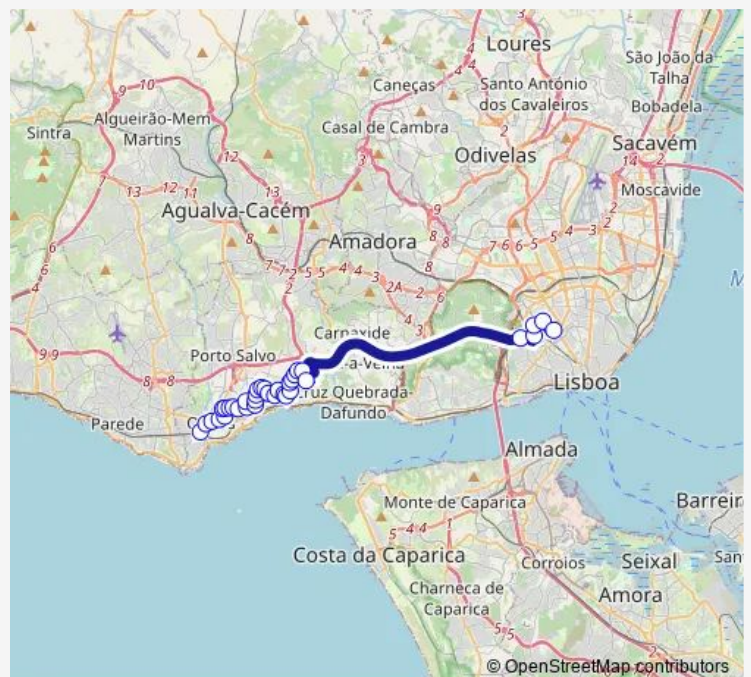 Loures
São João da
Talha
Caneças
Santo António
dos Cavaleiros
Bobadela
Algueirão-Mem
Martins
Sintra
Casal de Cambra
Odivelas
Sacavém
Moscavide
Agualva-Cacém
Amadora
Carnaxide
Porto Salvo
Lisboa
Cruz Quebrada-
Dafundo
Parede
Almada
Monte de Caparica
Barreir
Costa da Caparica
Corroios
Seixal
Charneca de
Caparica
Amora
© OpenStreetMap contributors